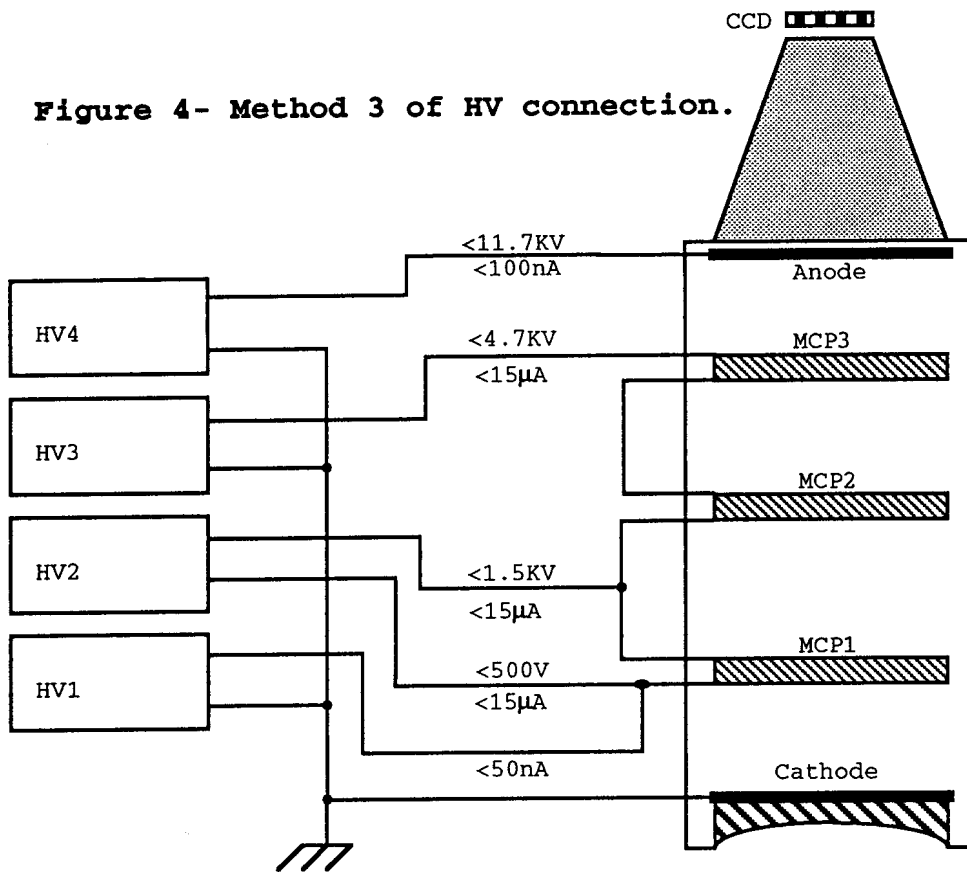 CCD
Figure 4- Method 3 of HV connection.
<11.7KV
<100nA
Anode
HV4
<4.7KV
<15µA
MCP3
HV3
MCP2
HV2
<1.5KV
<15µA
MCP1
HV1
<500V
<15µA
<50nA
Cathode